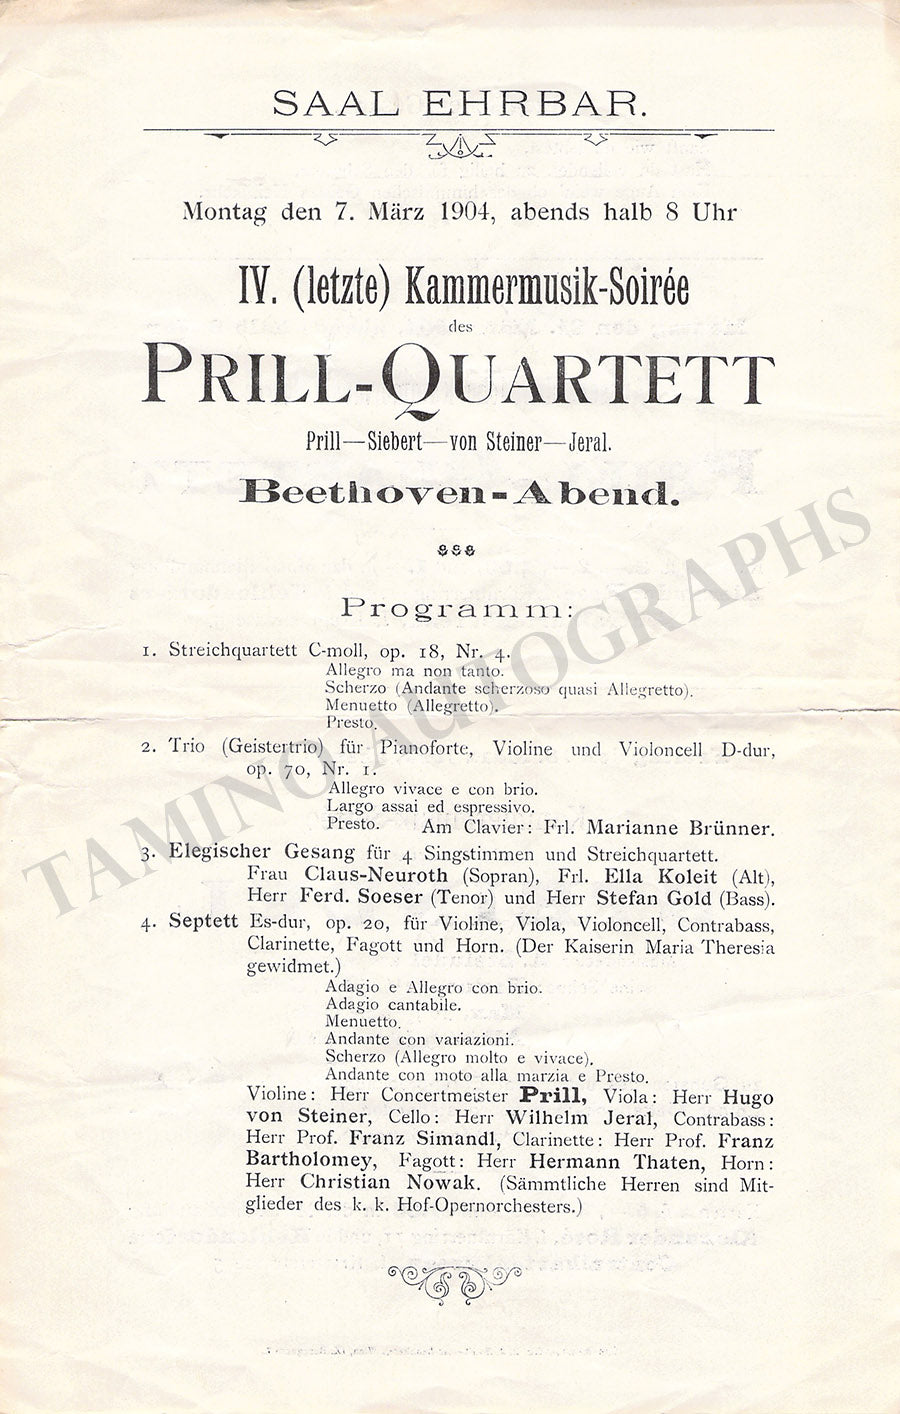 SAAL EHRBAR.
Montag den 7. März 1904, abends halb 8 Uhr
IV. (letzte) Kammermusik-Soirée
des
PRILL-QUARTETT
Prill—Siebert—von Steiner—Jeral.
Beethoven-Abend.
Programm:
1. Streichquartett C-moll, op. 18, Nr. 4.
Allegro ma non tanto.
Scherzo (Andante scherzoso quasi Allegretto).
Menuetto (Allegretto).
Presto.
2. Trio (Geistertrio) für Pianoforte, Violine und Violoncell D-dur,
op. 70, Nr. 1.
Allegro vivace e con brio.
Largo assai ed espressivo.
Presto. Am Clavier: Frl. Marianne Brünner.
3. Elegischer Gesang für 4 Singstimmen und Streichquartett.
Frau Claus-Neuroth (Sopran), Frl. Ella Koleit (Alt),
Herr Ferd. Soeser (Tenor) und Herr Stefan Gold (Bass).
4. Septett Es-dur, op. 20, für Violine, Viola, Violoncell, Contrabass,
Clarinette, Fagott und Horn. (Der Kaiserin Maria Theresia
gewidmet.)
Adagio e Allegro con brio.
Adagio cantabile.
Menuetto.
Andante con variazioni.
Scherzo (Allegro molto e vivace).
Andante con moto alla marzia e Presto.
Violine: Herr Concertmeister Prill, Viola: Herr Hugo
von Steiner, Cello: Herr Wilhelm Jeral, Contrabass:
Herr Prof. Franz Simandl, Clarinette: Herr Prof. Franz
Bartholomey, Fagott: Herr Hermann Thaten, Horn:
Herr Christian Nowak. (Sämmtliche Herren sind Mit-
glieder des k. k. Hof-Opernorchesters.)
TAMINO AUTOGRAPHS